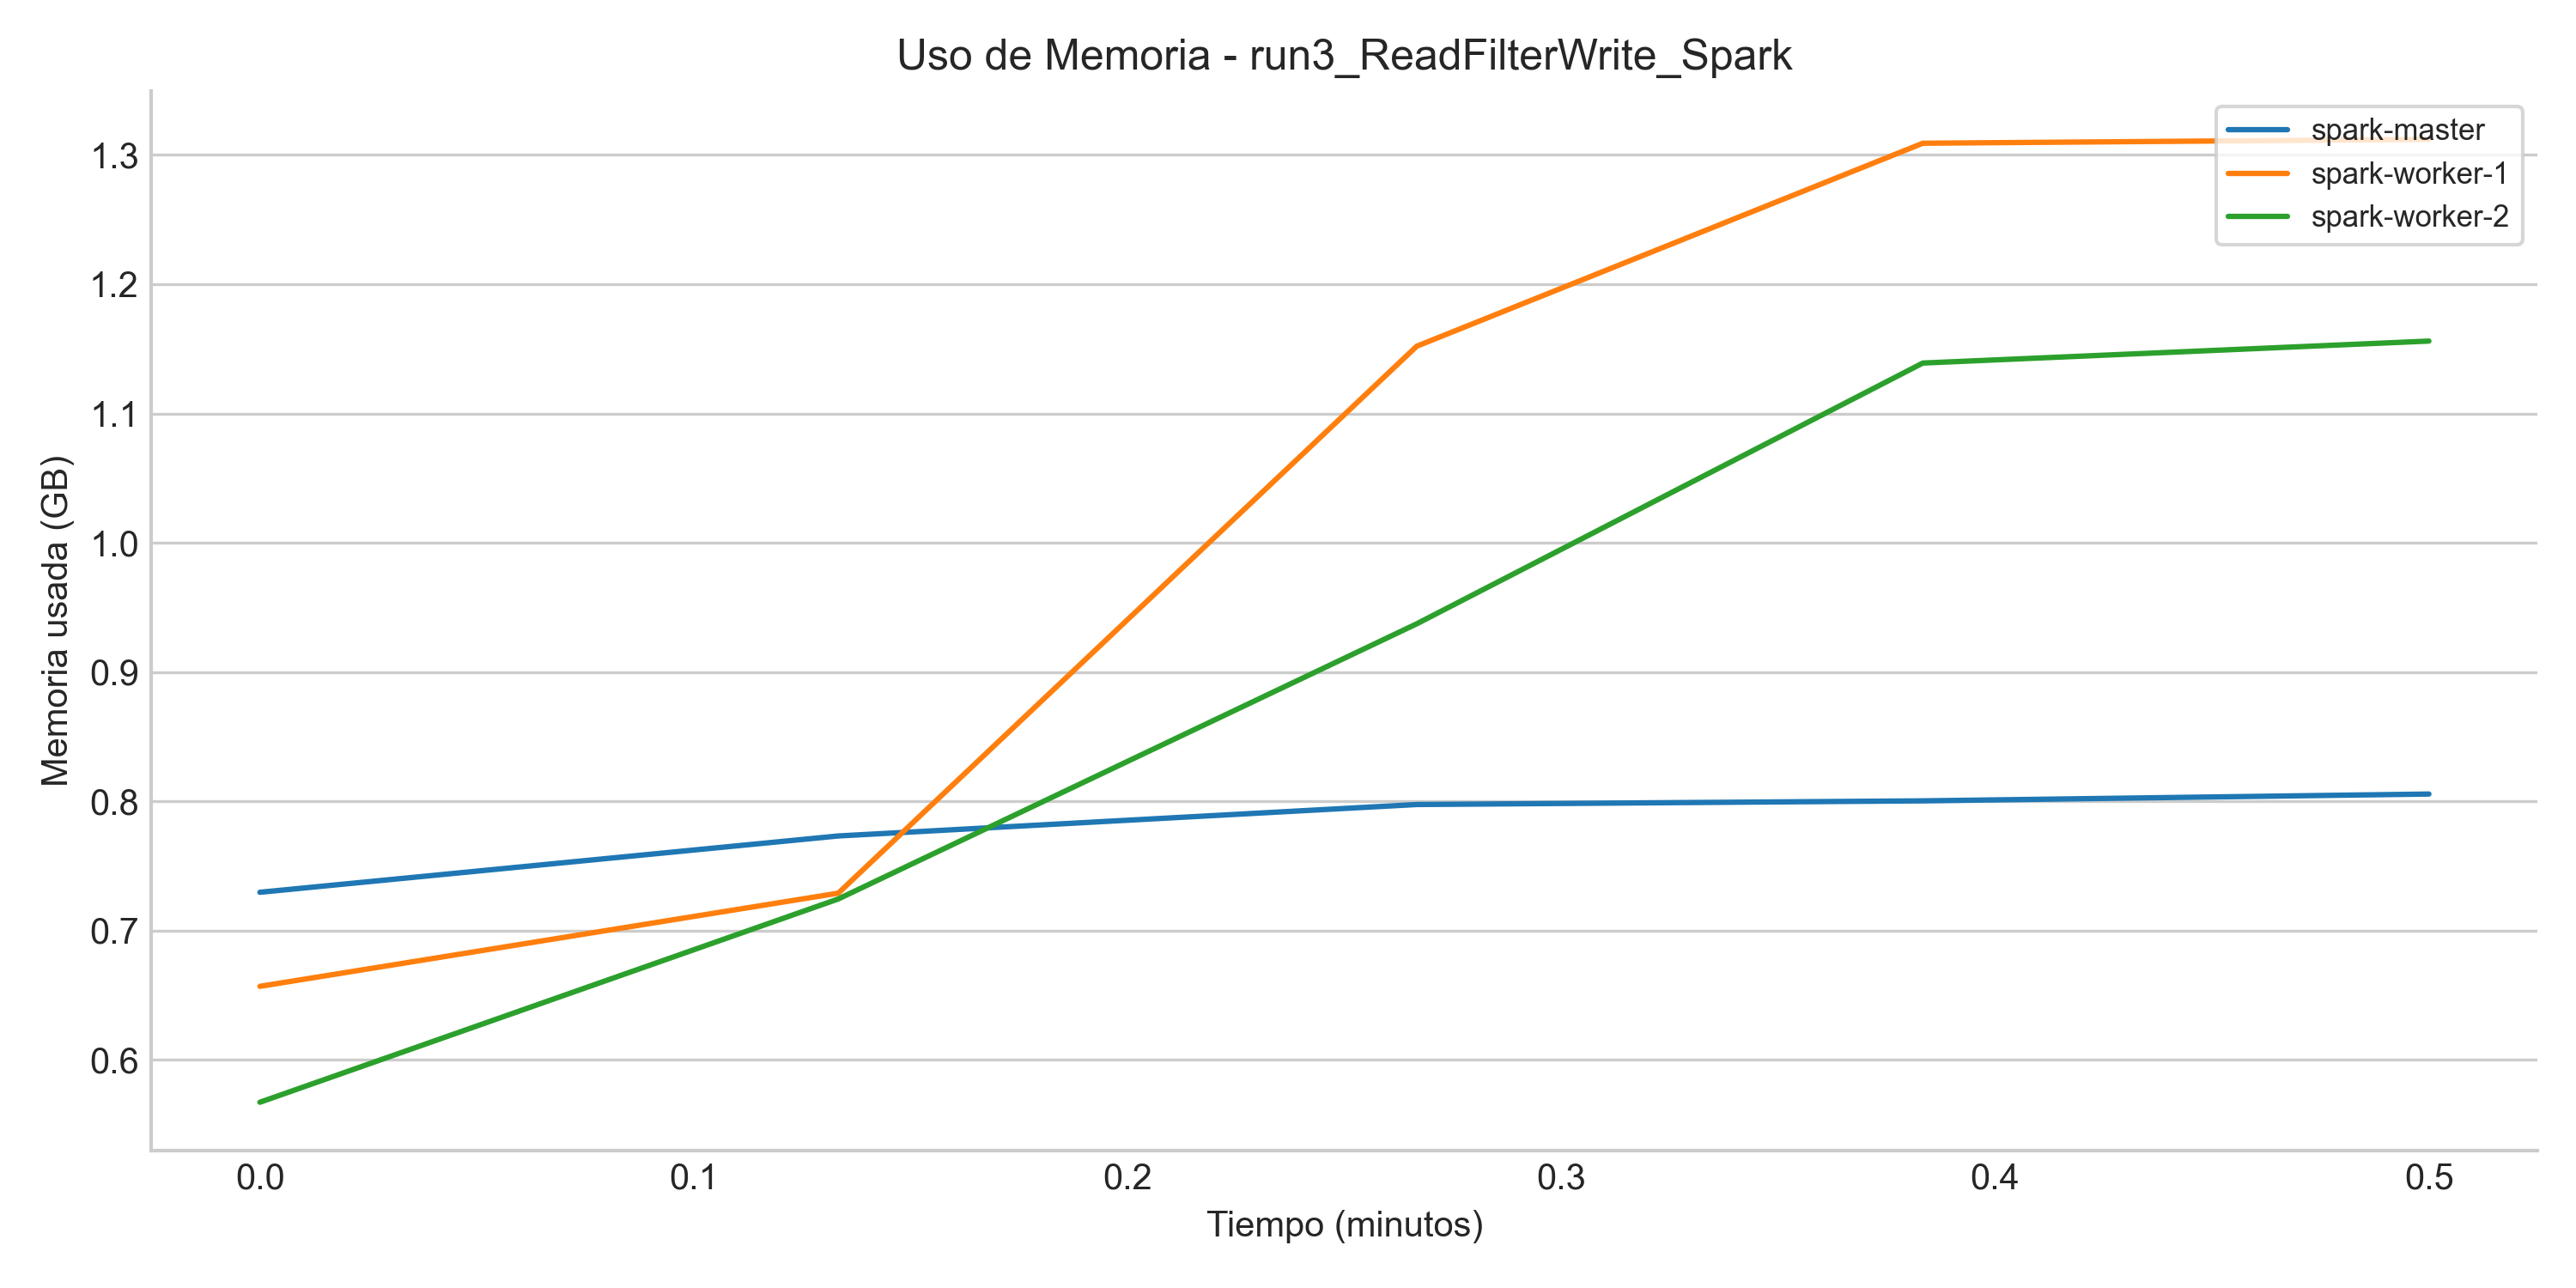 Uso de Memoria - run3_ReadFilterWrite_Spark
spark-master
spark-worker-1
spark-worker-2
Memoria usada (GB)
1.3
1.2
1.1
1.0
0.9
0.8
0.7
0.6
0.0 0.1 0.2 0.3 0.4 0.5
Tiempo (minutos)